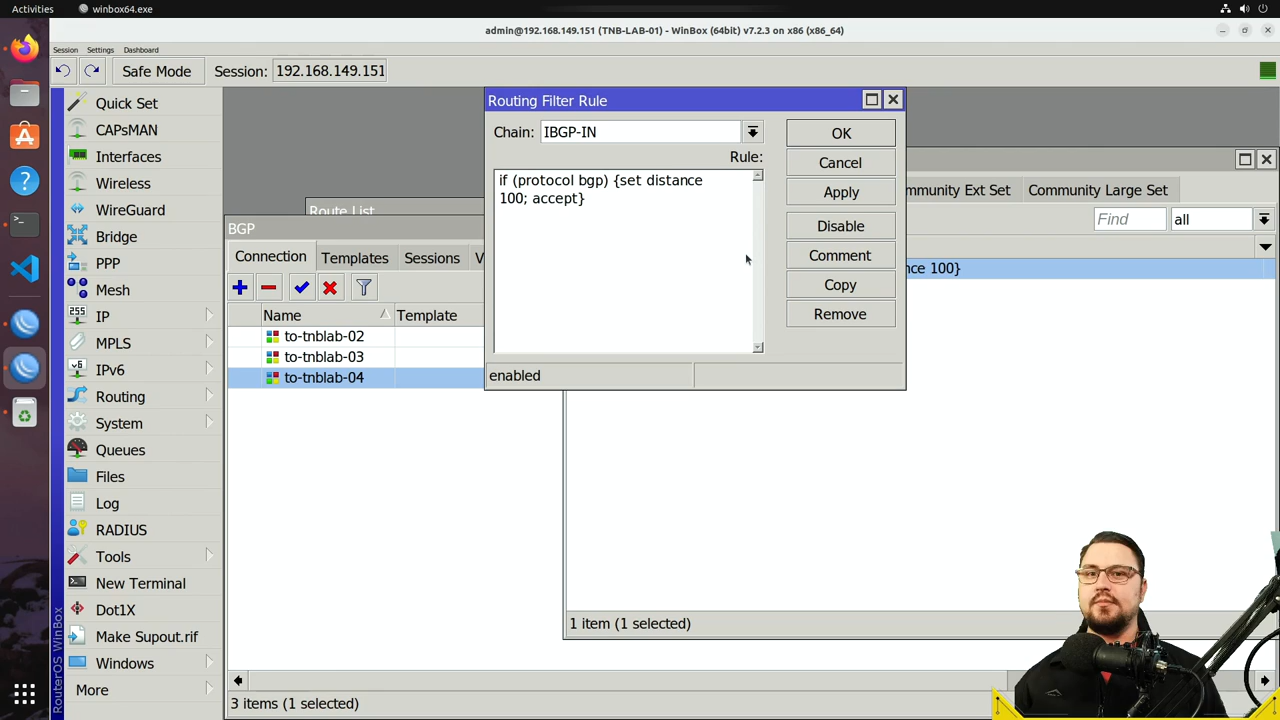 Activities
winbox64.exe
admin@192.168.149.151 (TNB-LAB-01) - WinBox (64bit) v7.2.3 on x86 (x86_64)
Session Settings Dashboard
Safe Mode Session: 192.168.149.151
Quick Set
CAPsMAN
Interfaces
Wireless
WireGuard
Bridge
PPP
Mesh
255
IP
MPLS
v6
IPv6
Routing
System
Queues
Files
Log
RADIUS
Tools
New Terminal
Dot1X
Make Supout.rif
Windows
More
RouterOS WinBox
Route List
BGP
Connection Templates Sessions V
Name Template
to-tnblab-02
to-tnblab-03
to-tnblab-04
3 items (1 selected)
Routing Filter Rule
Chain: IBGP-IN
Rule:
if (protocol bgp) {set distance
100; accept}
OK
Cancel
Apply
Disable
Comment
Copy
Remove
enabled
mmunity Ext Set Community Large Set
Find all
nce 100}
1 item (1 selected)